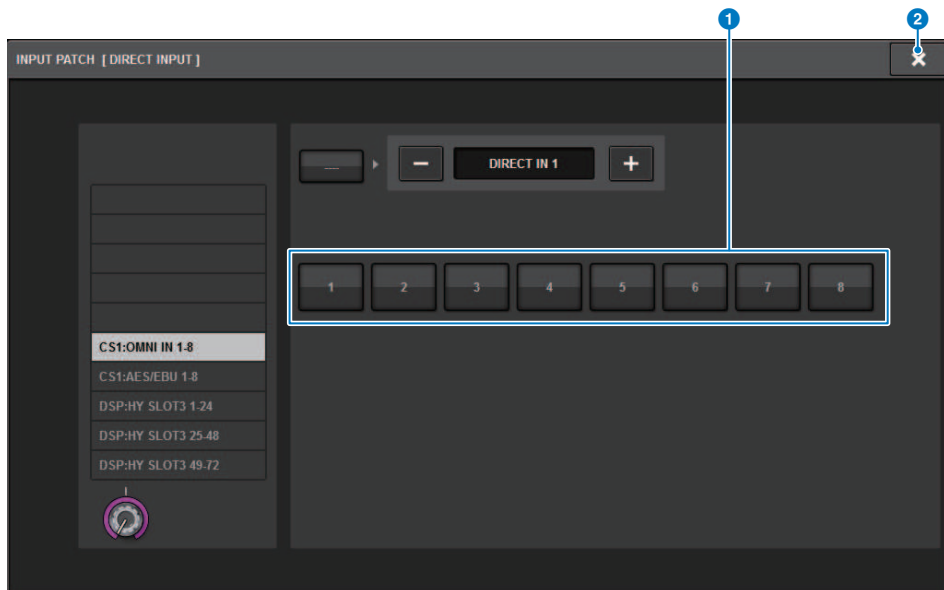 1 2
INPUT PATCH [ DIRECT INPUT ]
DIRECT IN 1
1 2 3 4 5 6 7 8
CS1:OMNI IN 1-8
CS1:AES/EBU 1-8
DSP:HY SLOT3 1-24
DSP:HY SLOT3 25-48
DSP:HY SLOT3 49-72